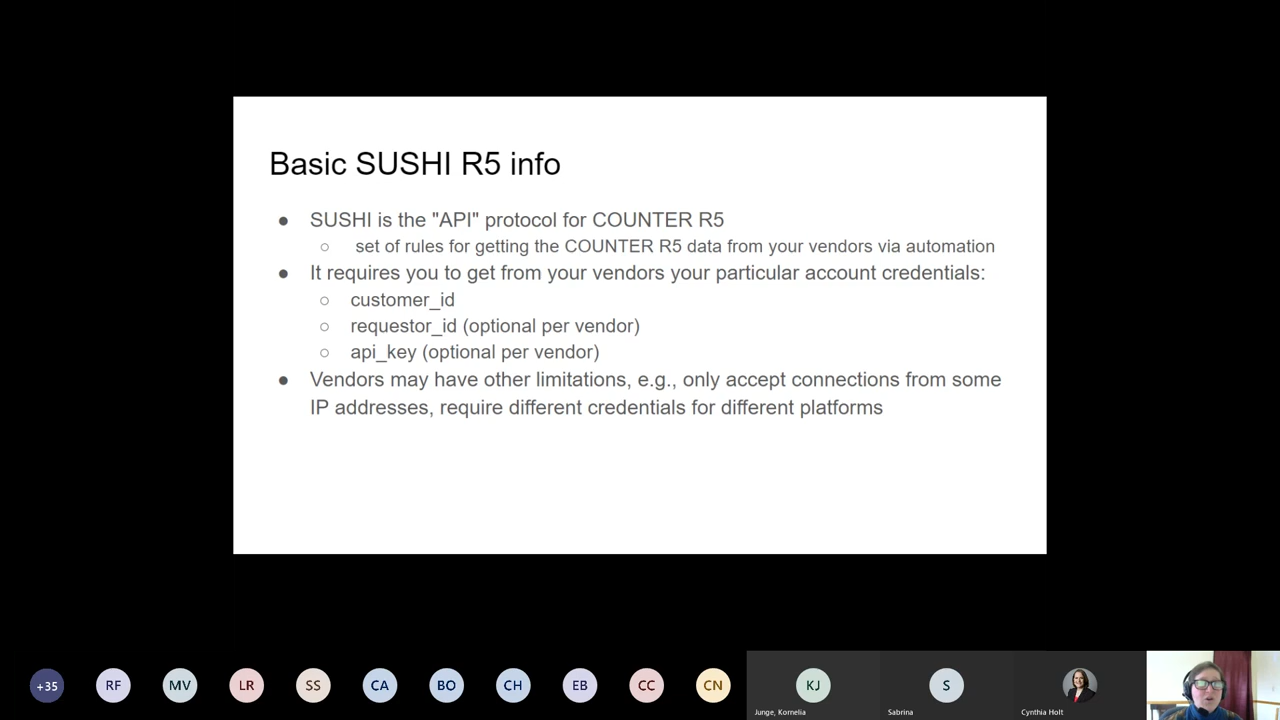 Basic SUSHI R5 info
● SUSHI is the "API" protocol for COUNTER R5
○ set of rules for getting the COUNTER R5 data from your vendors via automation
● It requires you to get from your vendors your particular account credentials:
○ customer_id
○ requestor_id (optional per vendor)
○ api_key (optional per vendor)
● Vendors may have other limitations, e.g., only accept connections from some
IP addresses, require different credentials for different platforms
+35 RF MV LR SS CA BO CH EB CC CN KJ S
Junge, Kornelia Sabrina Cynthia Holt